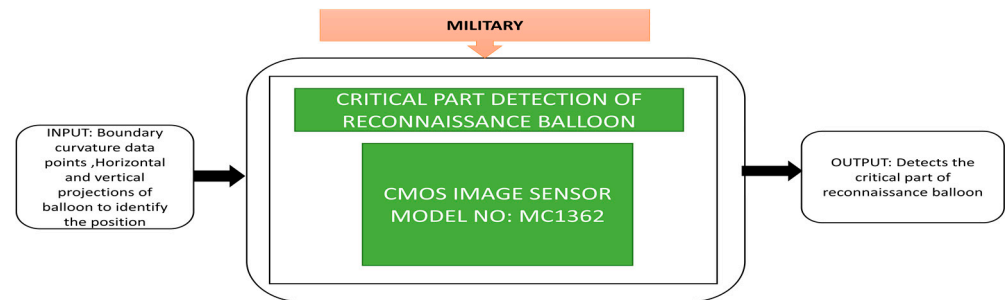 MILITARY
CRITICAL PART DETECTION OF
RECONNAISSANCE BALLOON
CMOS IMAGE SENSOR
MODEL NO: MC1362
INPUT: Boundary
curvature data
points ,Horizontal
and vertical
projections of
balloon to identify
the position
OUTPUT: Detects the
critical part of
reconnaissance balloon